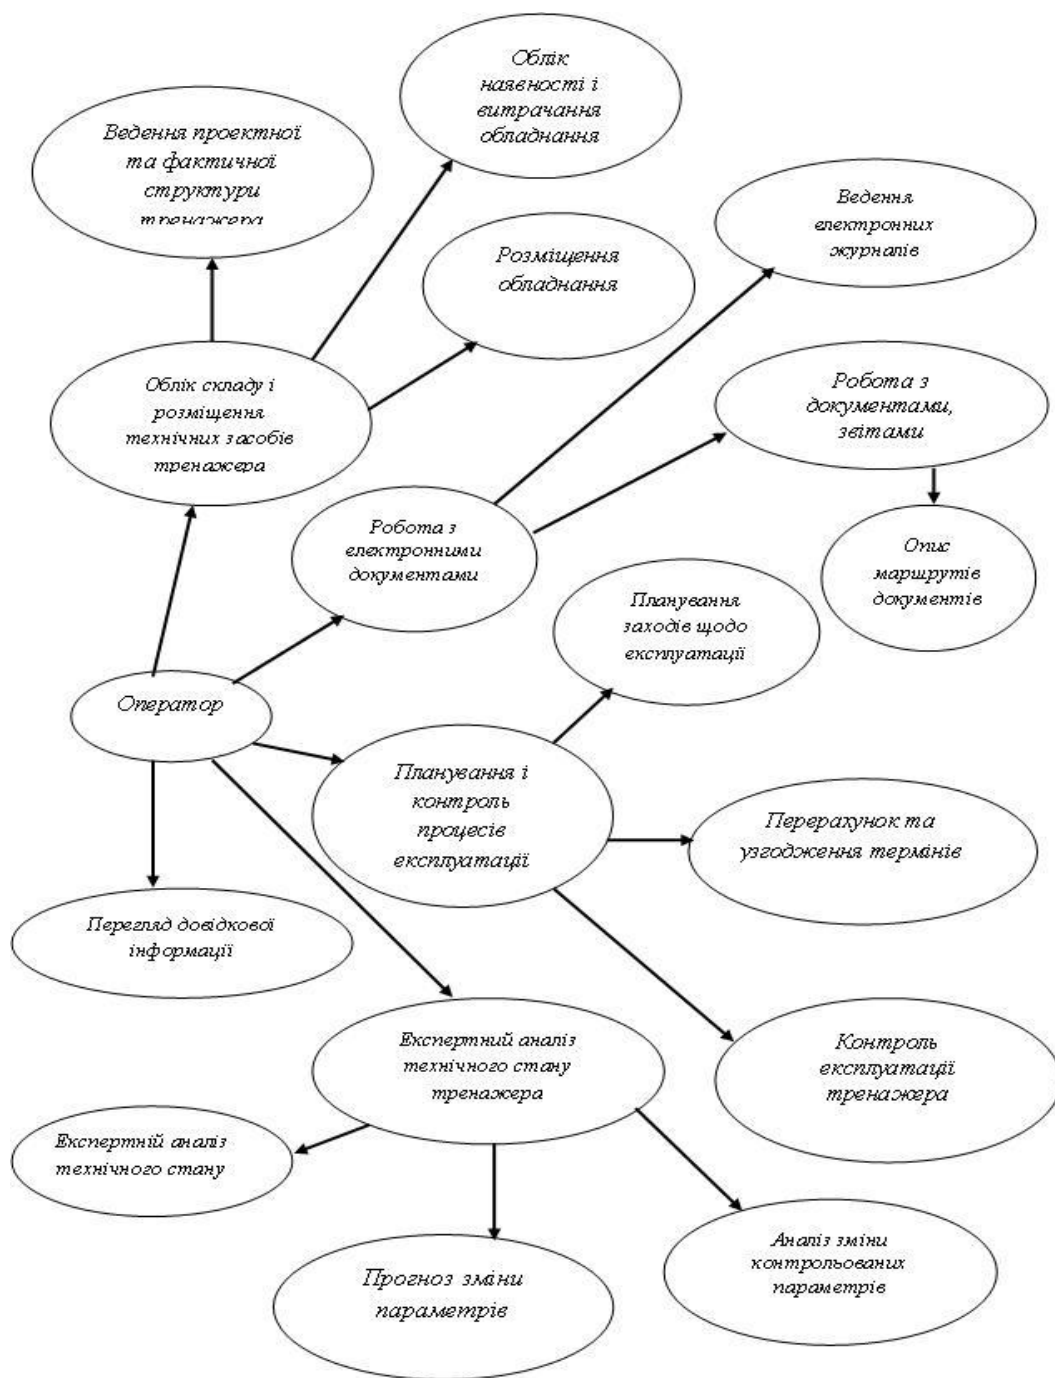 Облік
наявності і
витрачання
обладнання
Ведення проектної
та фактичної
структури
тренажера
Ведення
електронних
журналів
Розміщення
обладнання
Облік складу і
розміщення
технічних засобів
тренажера
Робота з
документами,
звітами
Робота з
електронними
документами
Опис
маршрутів
документів
Планування
заходів щодо
експлуатації
Оператор
Планування і
контроль
процесів
експлуатації
Перерахунок та
узгодження термінів
Перегляд довідкової
інформації
Експертний аналіз
технічного стану
тренажера
Контроль
експлуатації
тренажера
Експертній аналіз
технічного стану
Аналіз зміни
контрольованих
параметрів
Прогноз зміни
параметрів